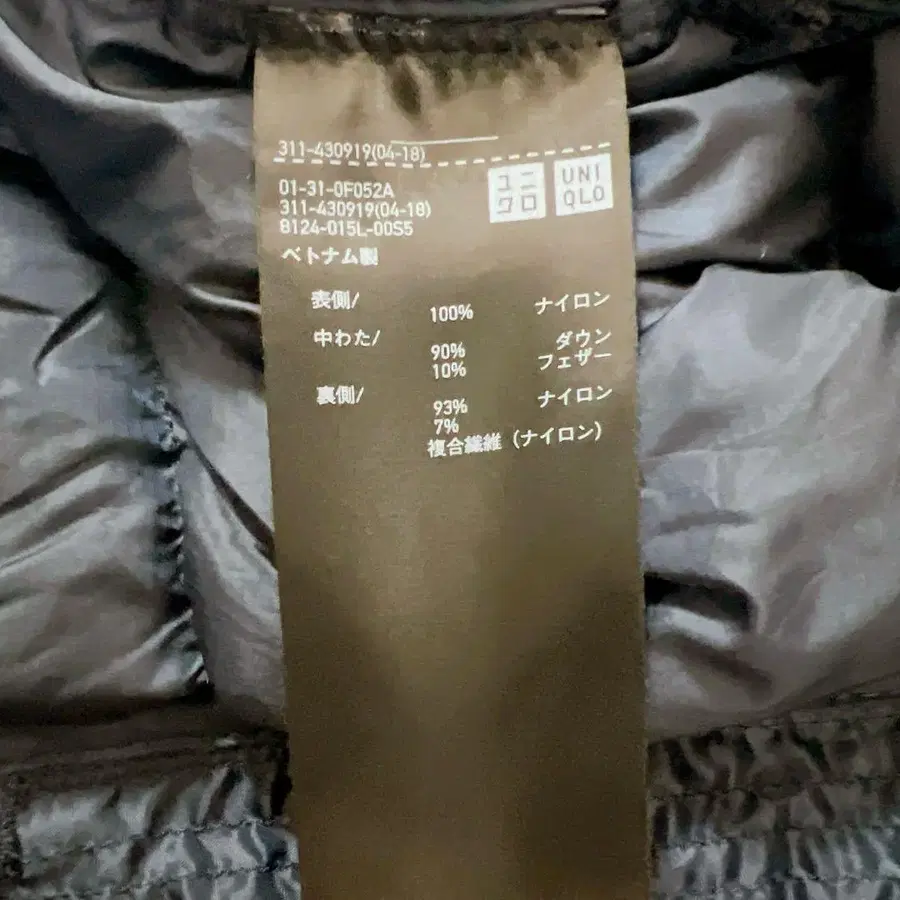 311-430919(04-18)
ユニクロ
UNIQLO
01-31-0F052A
311-430919(04-18)
8124-015L-00S5
ベトナム製
表側/ 100% ナイロン
中わた/ 90% ダウン
10% フェザー
裏側/ 93% ナイロン
7%
複合繊維(ナイロン)